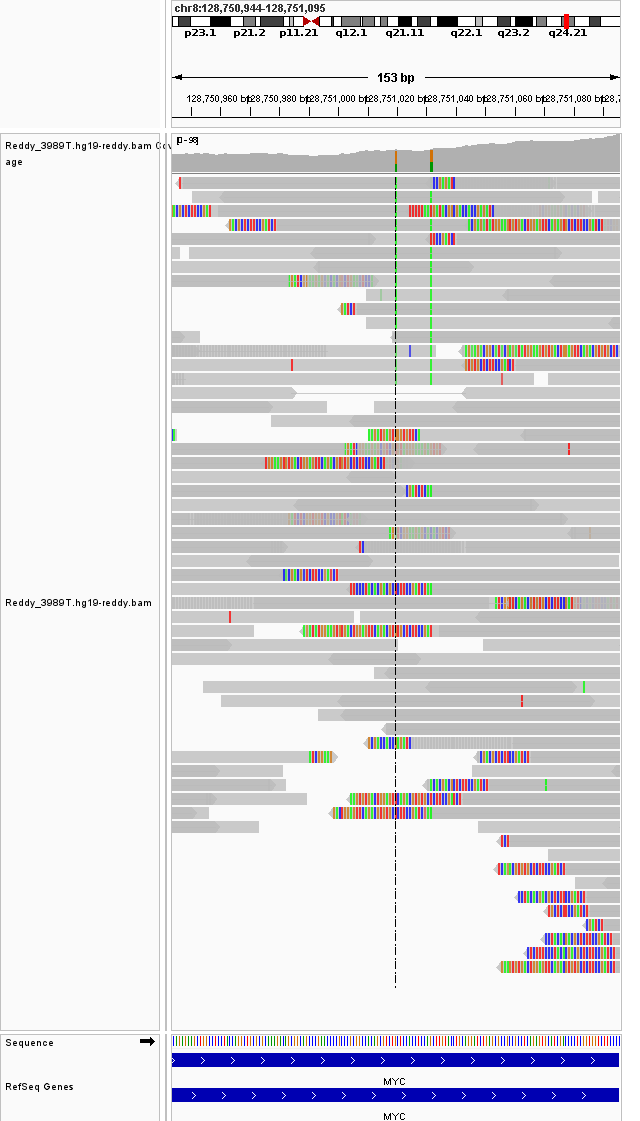 chr8:128,750,944-128,751,095
p23.1 p21.2 p11.21 q12.1 q21.11 q22.1 q23.2 q24.21
153 bp
128,750,960 bp 128,750,980 bp 128,751,000 bp 128,751,020 bp 128,751,040 bp 128,751,060 bp 128,751,080 bp
[0 - 98]
Reddy_3989T.hg19-reddy.bam Cov
age
Reddy_3989T.hg19-reddy.bam
Sequence
MYC
RefSeq Genes
MYC